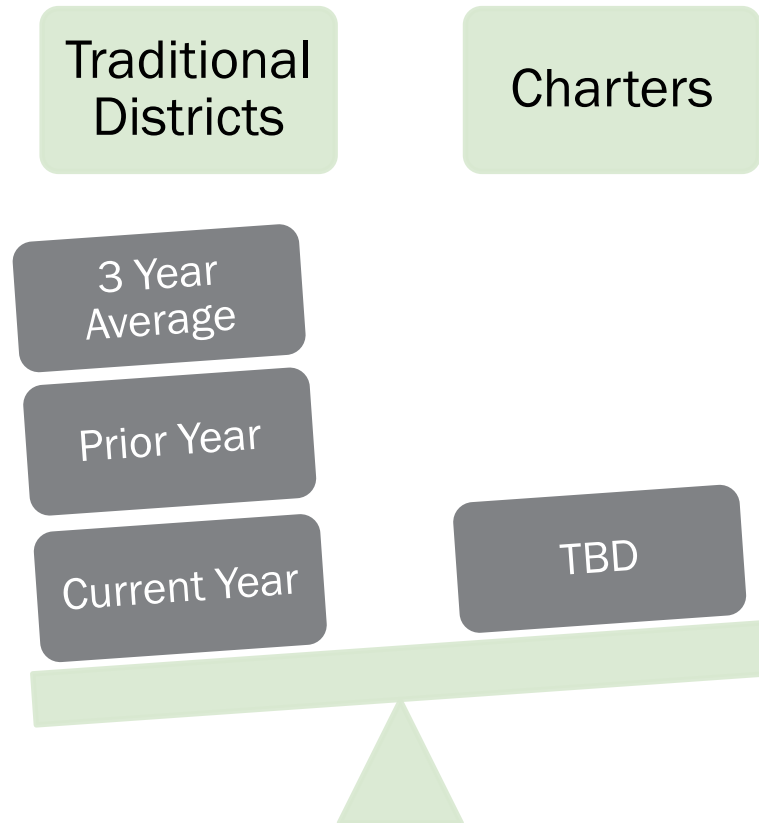 Traditional
Districts
Charters
3 Year
Average
Prior Year
Current Year
TBD